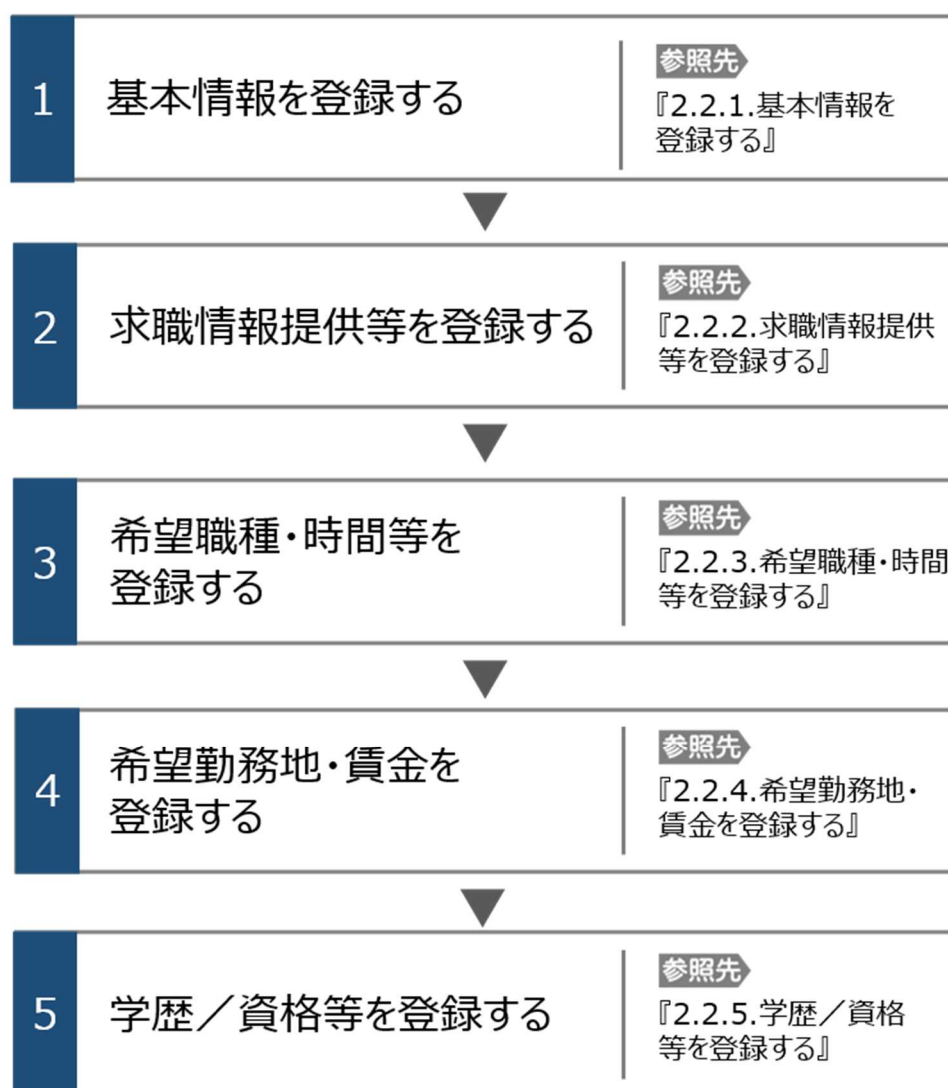 1
基本情報を登録する
参照先
『2.2.1.基本情報を
登録する』
2
求職情報提供等を登録する
参照先
『2.2.2.求職情報提供
等を登録する』
3
希望職種・時間等を
登録する
参照先
『2.2.3.希望職種・時間
等を登録する』
4
希望勤務地・賃金を
登録する
参照先
『2.2.4.希望勤務地・
賃金を登録する』
5
学歴／資格等を登録する
参照先
『2.2.5.学歴／資格
等を登録する』